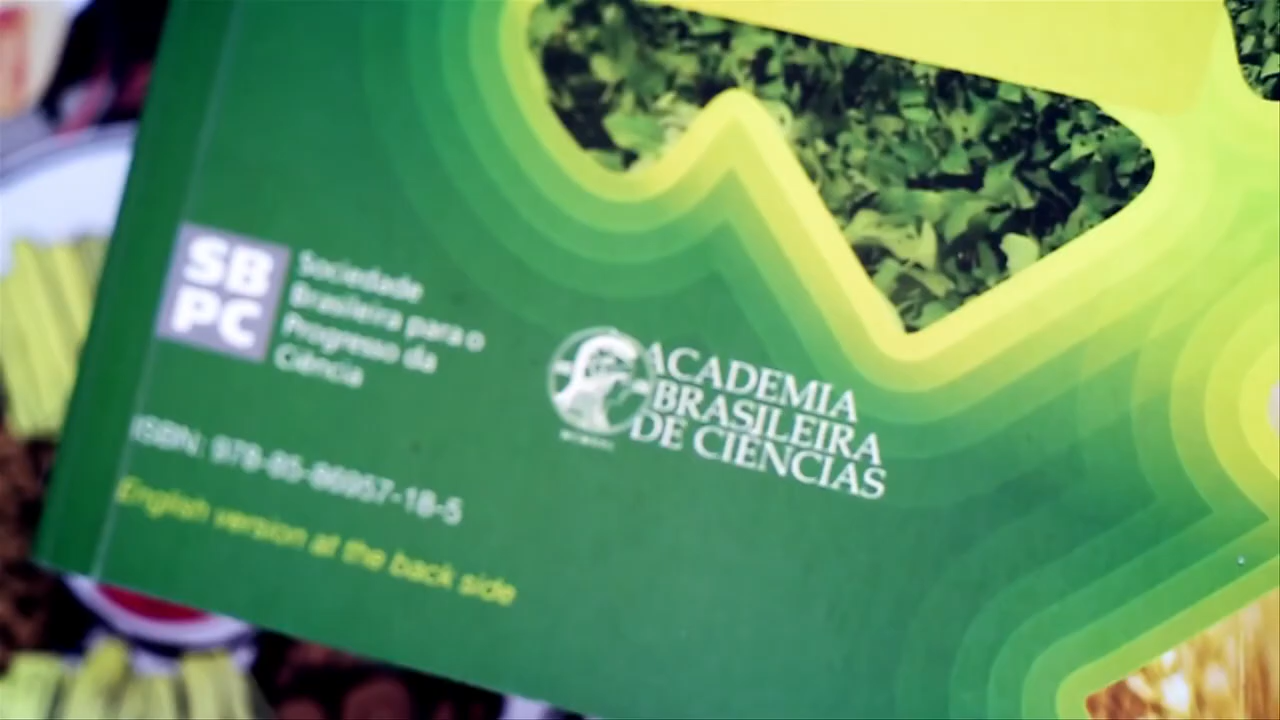 SB
PC
Sociedade
Brasileira para o
Progresso da
Ciência
ACADEMIA
BRASILEIRA
DE CIÊNCIAS
ISBN: 978-85-86957-18-5
English version at the back side